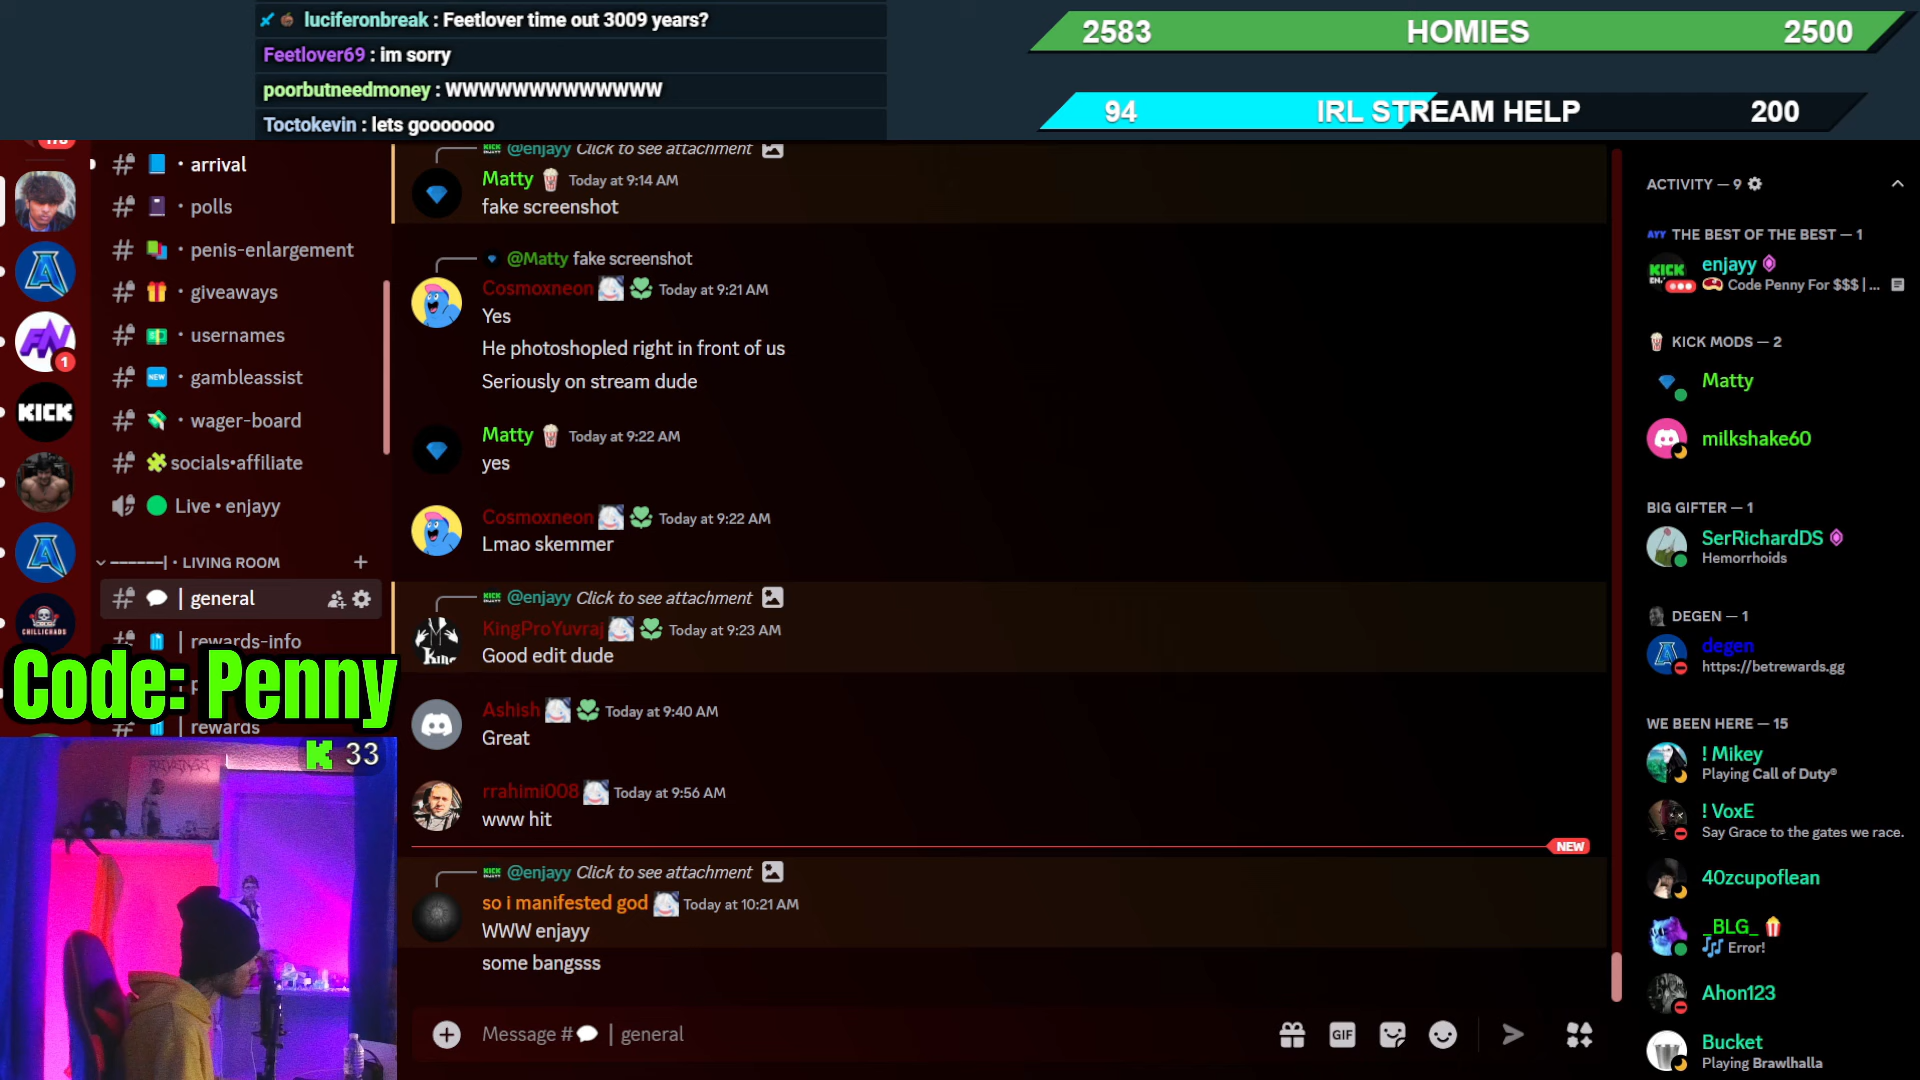 luciferonbreak : Feetlover time out 3009 years?
Feetlover69 : im sorry
poorbutneedmoney : WWWWWWWWWWWWW
Toctokevin : lets gooooooo
2583 HOMIES 2500
94 IRL STREAM HELP 200
arrival
polls
penis-enlargement
giveaways
usernames
gambleassist
wager-board
socials•affiliate
Live • enjayy
LIVING ROOM
general
rewards-info
rewards
Code: Penny
33
KICK
FN
1
CHILLICHADS
@enjayy Click to see attachment
Matty Today at 9:14 AM
fake screenshot
@Matty fake screenshot
Cosmoxneon Today at 9:21 AM
Yes
He photoshopled right in front of us
Seriously on stream dude
Matty Today at 9:22 AM
yes
Cosmoxneon Today at 9:22 AM
Lmao skemmer
@enjayy Click to see attachment
KingProYuvraj Today at 9:23 AM
Good edit dude
Ashish Today at 9:40 AM
Great
rrahimi008 Today at 9:56 AM
www hit
NEW
@enjayy Click to see attachment
so i manifested god Today at 10:21 AM
WWW enjayy
some bangsss
Message # | general
GIF
ACTIVITY — 9
AYY THE BEST OF THE BEST — 1
enjayy
Code Penny For $$$ | ...
KICK MODS — 2
Matty
milkshake60
BIG GIFTER — 1
SerRichardDS
Hemorrhoids
DEGEN — 1
degen
https://betrewards.gg
WE BEEN HERE — 15
! Mikey
Playing Call of Duty®
! VoxE
Say Grace to the gates we race.
40zcupoflean
_BLG_
Error!
Ahon123
Bucket
Playing Brawlhalla